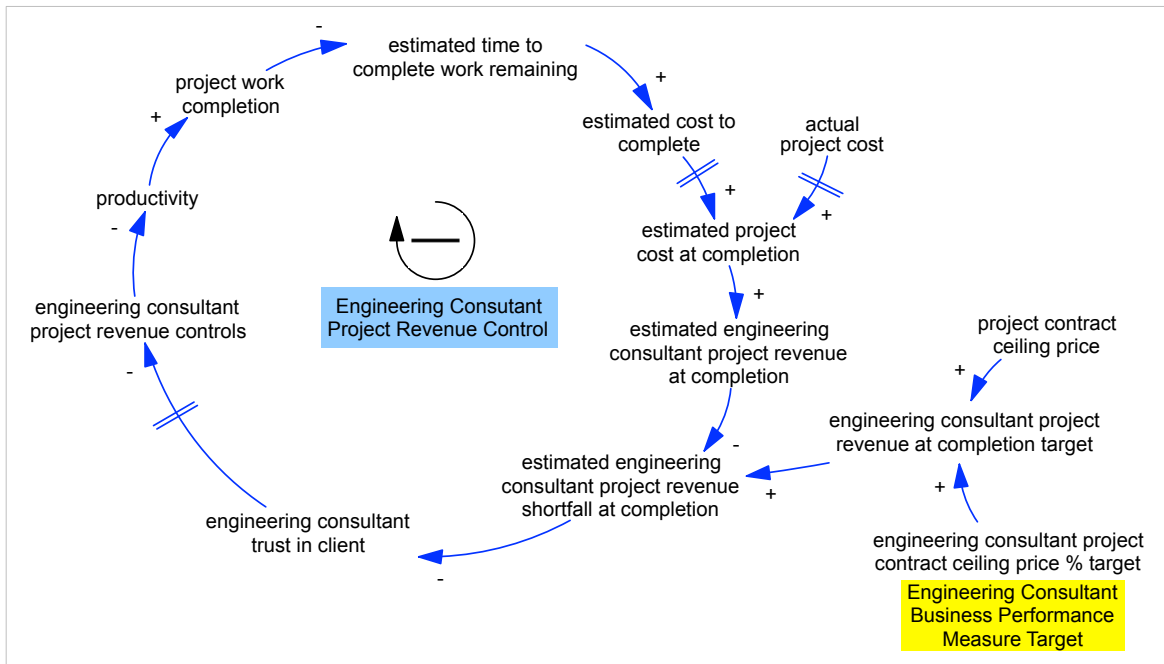 estimated time to
complete work remaining
-
project work
completion
+
estimated cost to
complete
+
actual
project cost
+
productivity
-
+
+
estimated project
cost at completion
+
Engineering Consutant
Project Revenue Control
engineering consultant
project revenue controls
-
estimated engineering
consultant project revenue
at completion
-
project contract
ceiling price
+
engineering consultant project
revenue at completion target
+
estimated engineering
consultant project revenue
shortfall at completion
-
engineering consultant
trust in client
+
engineering consultant project
contract ceiling price % target
Engineering Consultant
Business Performance
Measure Target